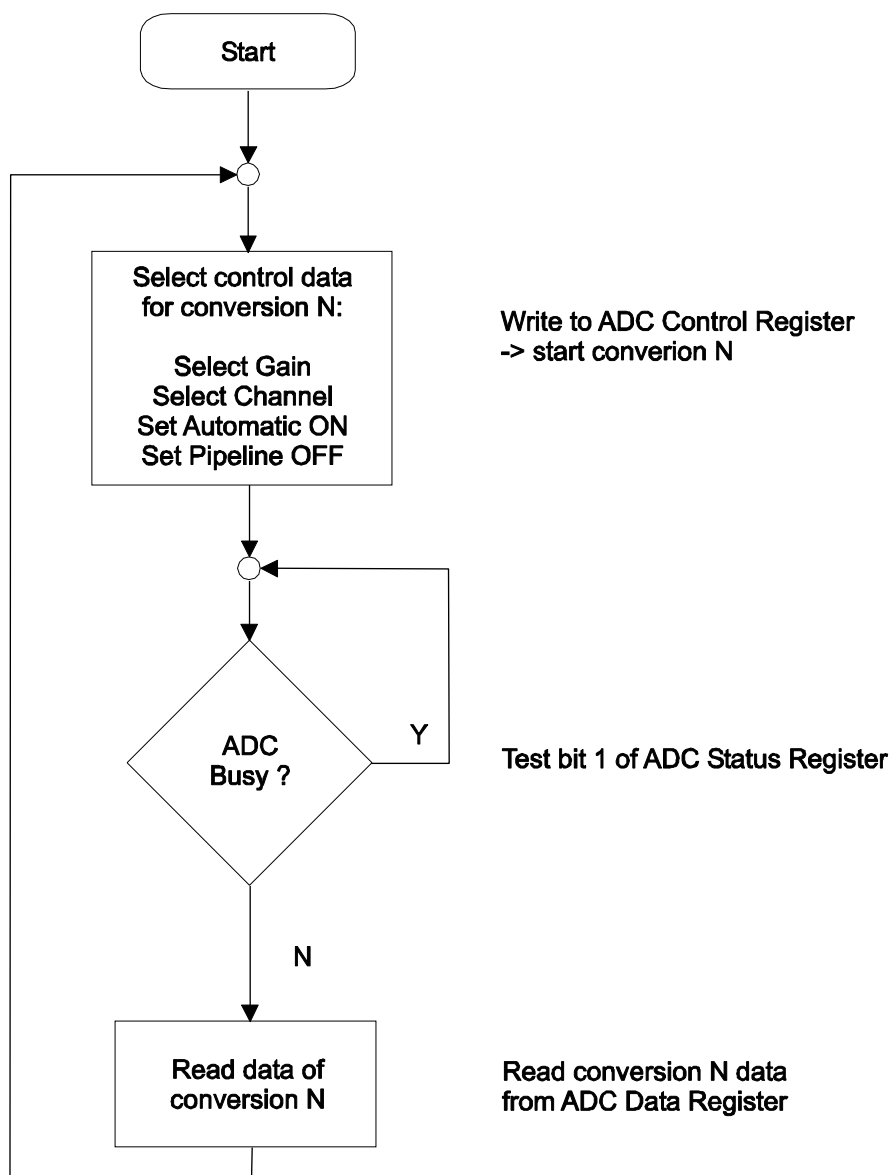 Start
Select control data
for conversion N:
Select Gain
Select Channel
Set Automatic ON
Set Pipeline OFF
Write to ADC Control Register
-> start converion N
ADC
Busy ?
Y
Test bit 1 of ADC Status Register
N
Read data of
conversion N
Read conversion N data
from ADC Data Register